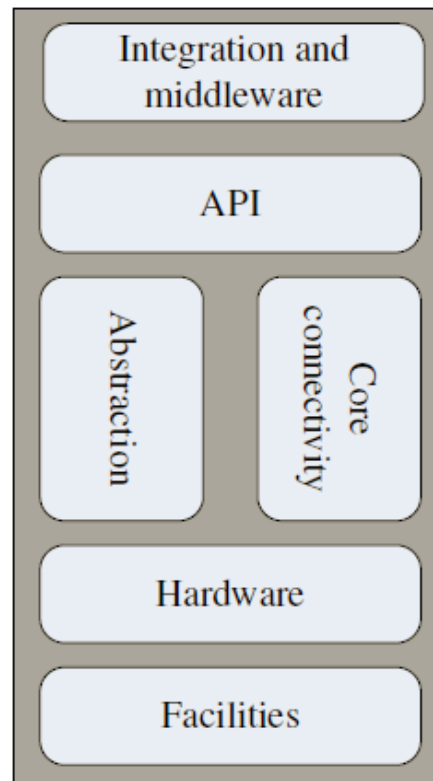 Integration and
middleware
API
Abstraction
Core
connectivity
Hardware
Facilities